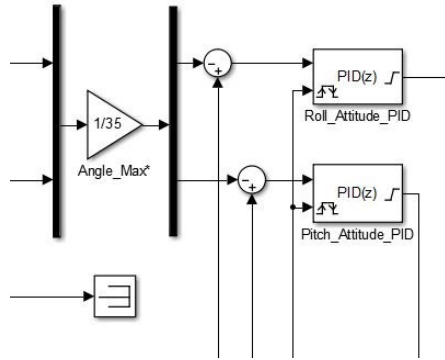 PID(z)
Roll_Attitude_PID
1/35
Angle_Max*
PID(z)
Pitch_Attitude_PID